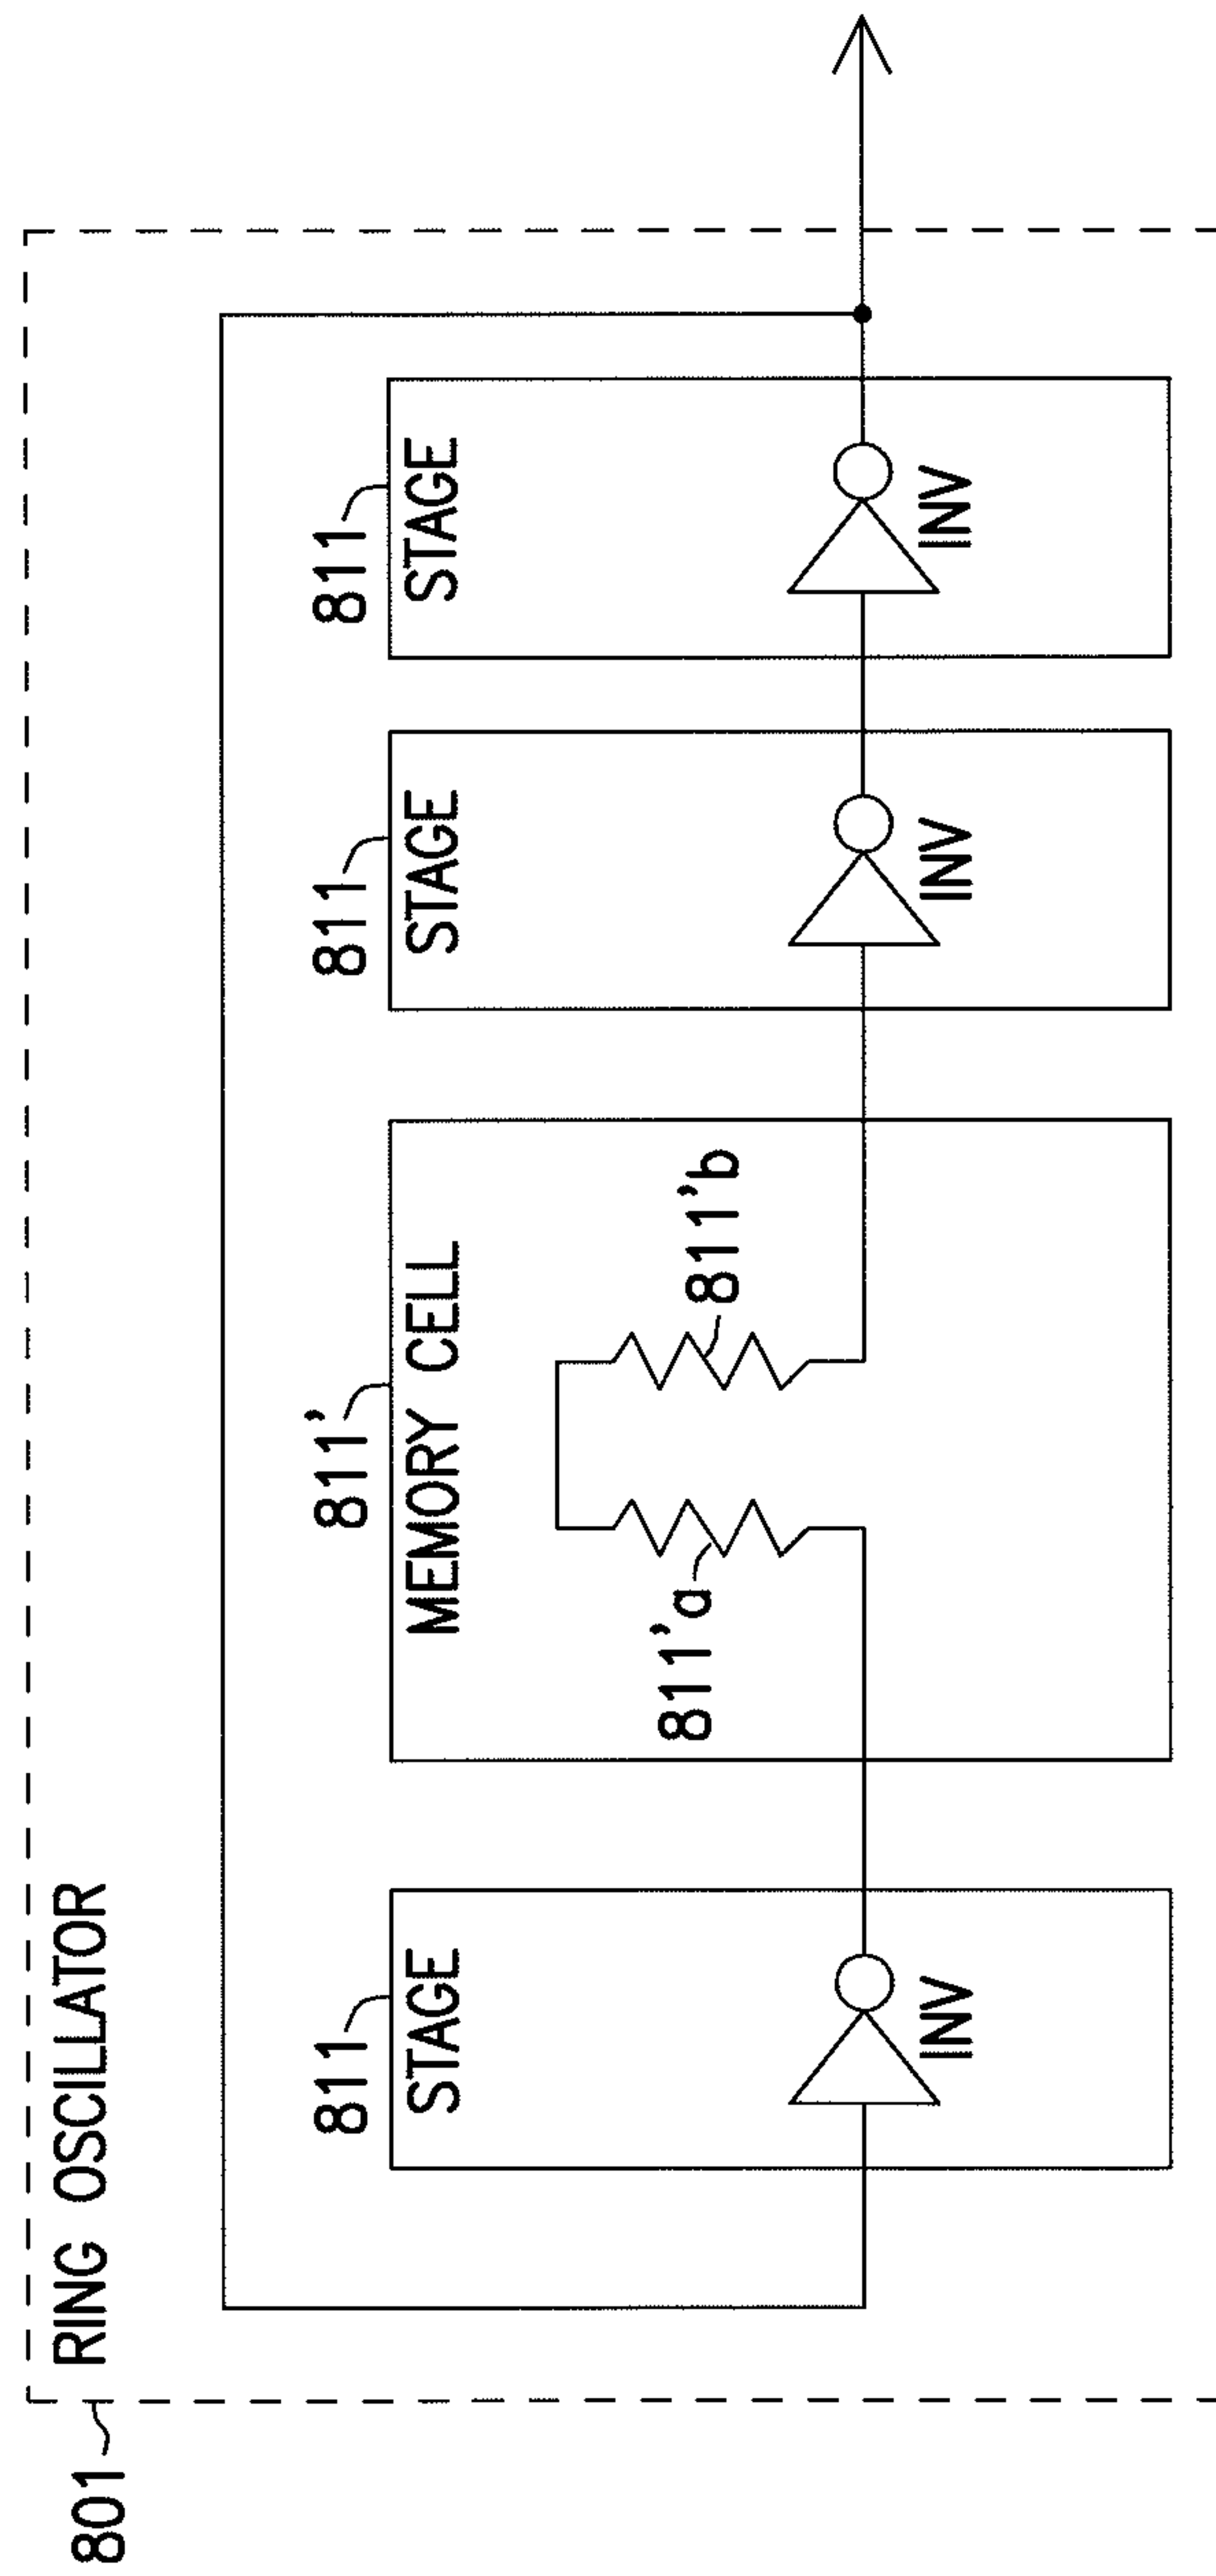 801
RING OSCILLATOR
811
STAGE
INV
811'
MEMORY CELL
811'a
811'b
811
STAGE
INV
811
STAGE
INV